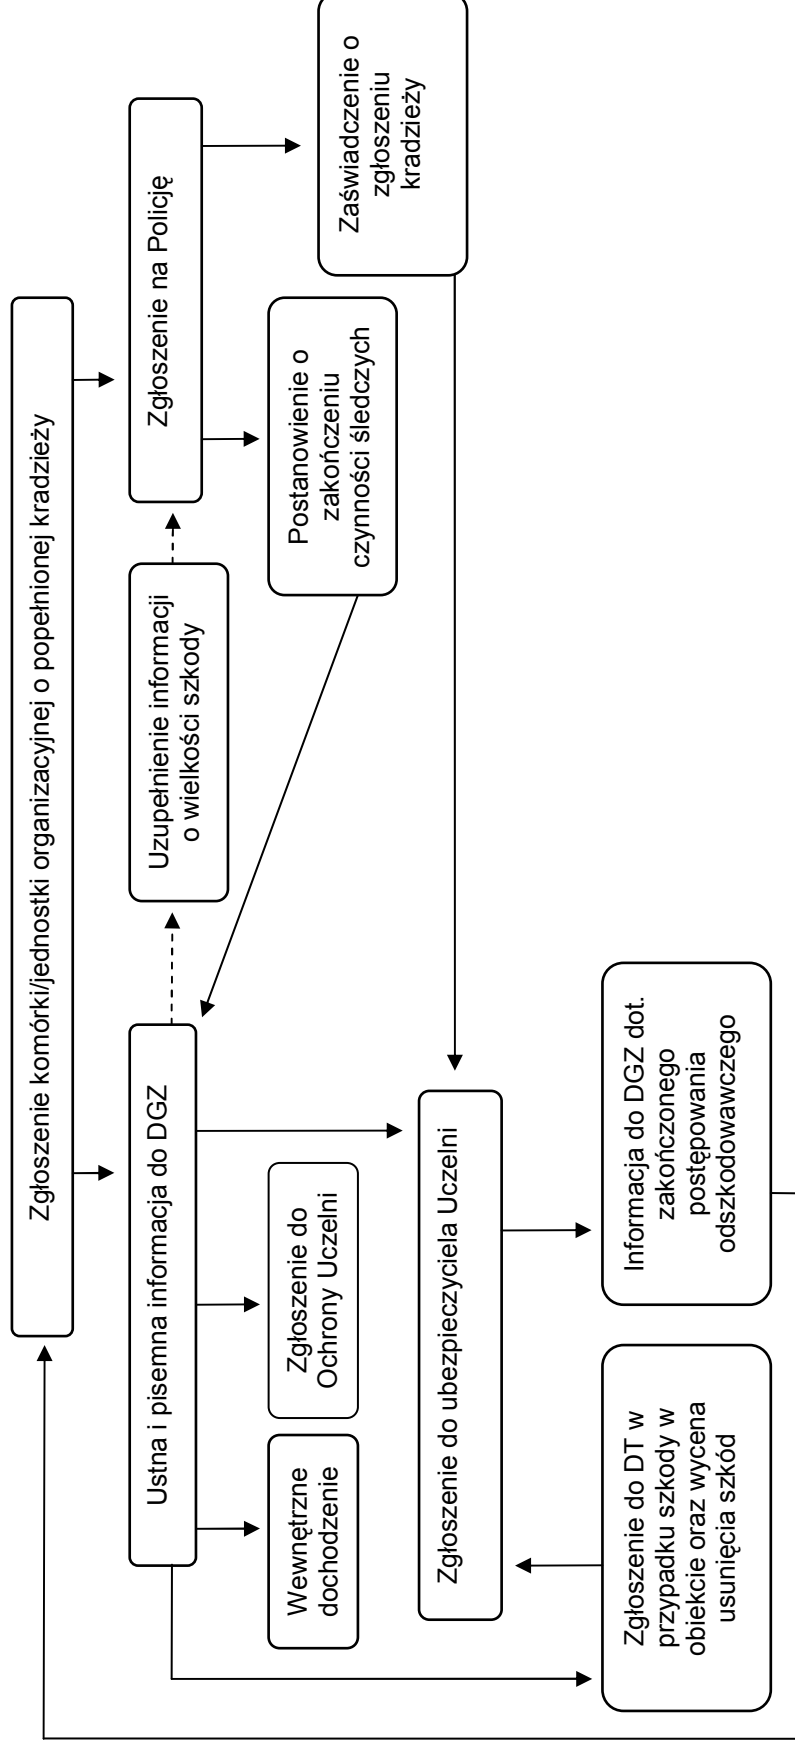 Zgłoszenie komórki/jednostki organizacyjnej o popełnionej kradzieży
Ustna i pisemna informacja do DGZ
Uzupełnienie informacji
o wielkości szkody
Zgłoszenie na Policję
Wewnętrzne
dochodzenie
Zgłoszenie do
Ochrony Uczelni
Postanowienie o
zakończeniu
czynności śledczych
Zaświadczenie o
zgłoszeniu
kradzieży
Zgłoszenie do ubezpieczyciela Uczelni
Zgłoszenie do DT w
przypadku szkody w
obiekcie oraz wycena
usunięcia szkód
Informacja do DGZ dot.
zakończonego
postępowania
odszkodowawczego